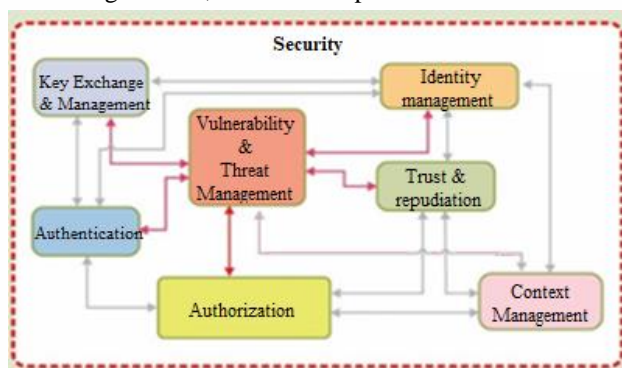 Security
Key Exchange
& Management
Identity
management
Vulnerability
&
Threat
Management
Trust &
repudiation
Authentication
Authorization
Context
Management